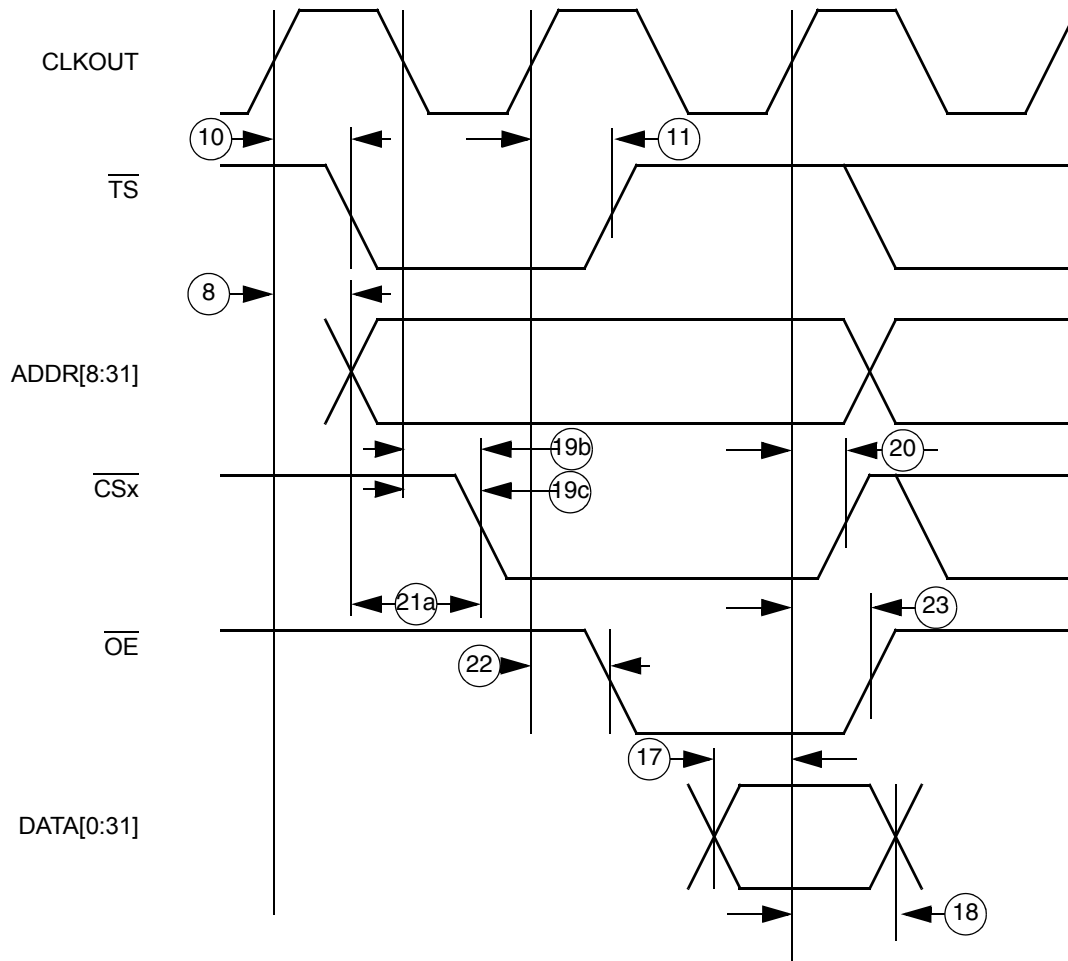 CLKOUT
10
11
TS
8
ADDR[8:31]
19b
20
CSx
19c
21a
23
OE
22
17
DATA[0:31]
18